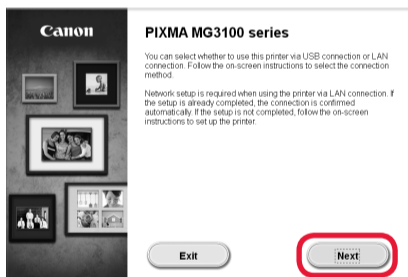 Canon
PIXMA MG3100 series
You can select whether to use this printer via USB connection or LAN
connection. Follow the on-screen instructions to select the connection
method.
Network setup is required when using the printer via LAN connection. If
the setup is already completed, the connection is confirmed
automatically. If the setup is not completed, follow the on-screen
instructions to set up the printer.
Exit
Next